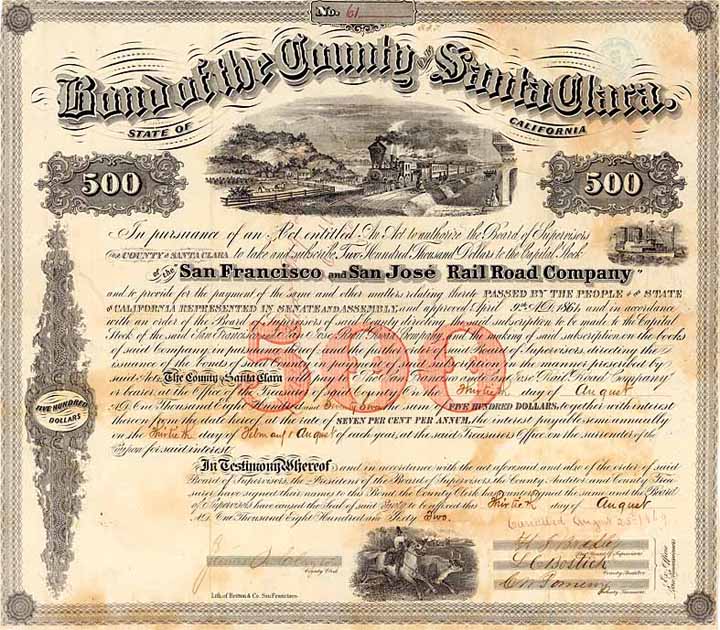 No. 61
Bond of the County of Santa Clara.
STATE OF CALIFORNIA
500 500
In pursuance of an Act entitled "An Act to authorize the Board of Supervisors
of the COUNTY of SANTA CLARA to take and subscribe Two Hundred Thousand Dollars to the Capital Stock
of the San Francisco and San José Rail Road Company"
and to provide for the payment of the same and other matters relating thereto PASSED BY THE PEOPLE of the STATE
of CALIFORNIA REPRESENTED IN SENATE AND ASSEMBLY, and approved April 9th A.D. 1861, and in accordance
with an order of the Board of Supervisors of said County directing said subscription to be made to the Capital
Stock of the said San Francisco and San Jose Rail Road Company, and the making of said subscription on the books
of said Company, in pursuance thereof and the further order of said Board of Supervisors, directing the
issuance of the Bonds of said County in payment of said subscription in the manner prescribed by
said Act The County of Santa Clara will pay to the San Francisco and San Jose Rail Road Company
or bearer, at the Office of the Treasurer of said County On the Thirtieth day of August
A.D. One Thousand Eight Hundred and the sum of FIVE HUNDRED DOLLARS, together with interest
thereon from the date hereof, at the rate of SEVEN PER CENT PER ANNUM, the interest payable semi annually
on the Thirtieth day of February & August of each year, at the said Treasurers Office on the surrender of the
Coupon for said interest.
500
FIVE HUNDRED
DOLLARS
In Testimony Whereof and in accordance with the act aforesaid and also of the order of said
Board of Supervisors, the President of the Board of Supervisors, the County Auditor and County Treasurer
have signed their names to this Bond, the County Clerk has countersigned the same and the
Board of Supervisors have caused the Seal of said County to be affixed this Thirtieth day of August
A.D. One Thousand Eight Hundred and Sixty Two.
Cancelled August
County Clerk
of Supervisors
L C Bostick
County Auditor
County Treasurer
Lith. of Britton & Co. San Francisco.